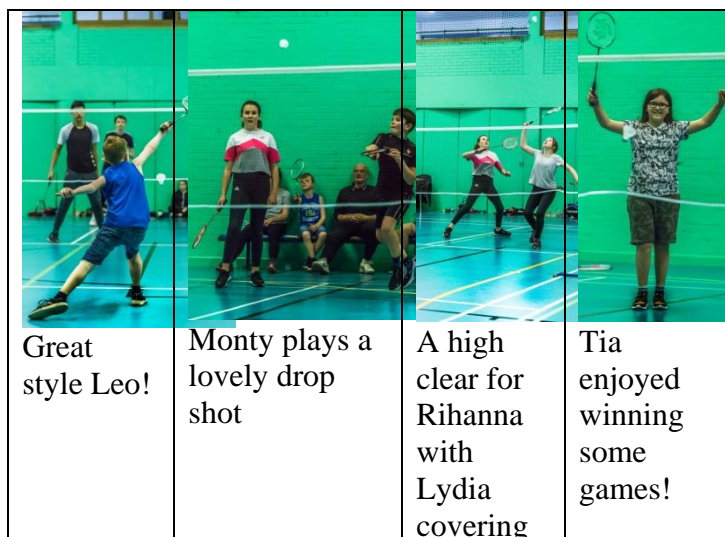 Great
style Leo!
Monty plays a
lovely drop
shot
A high
clear for
Rihanna
with
Lydia
covering
Tia
enjoyed
winning
some
games!